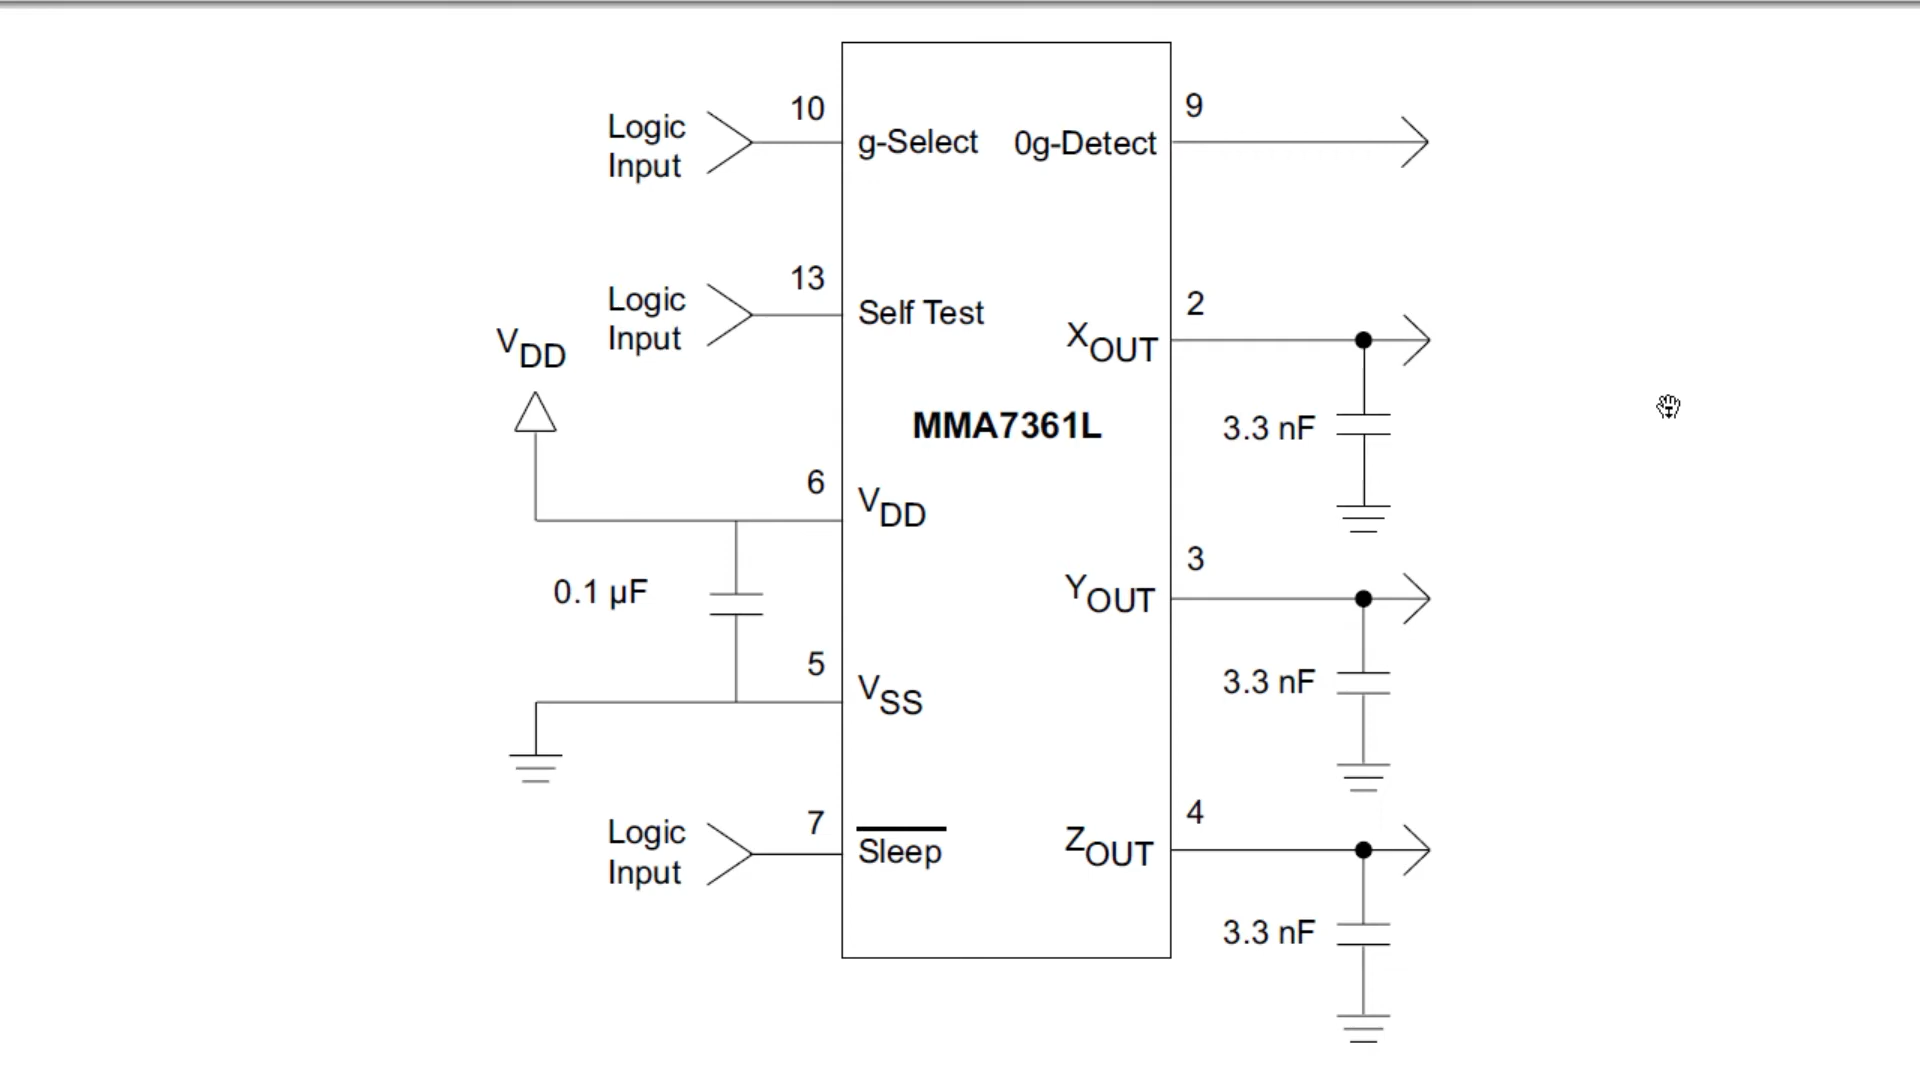 10
Logic
Input
g-Select
0g-Detect
9
13
Logic
Input
Self Test
VDD
XOUT
2
MMA7361L
3.3 nF
6
VDD
0.1 µF
YOUT
3
5
VSS
3.3 nF
7
Logic
Input
Sleep
ZOUT
4
3.3 nF